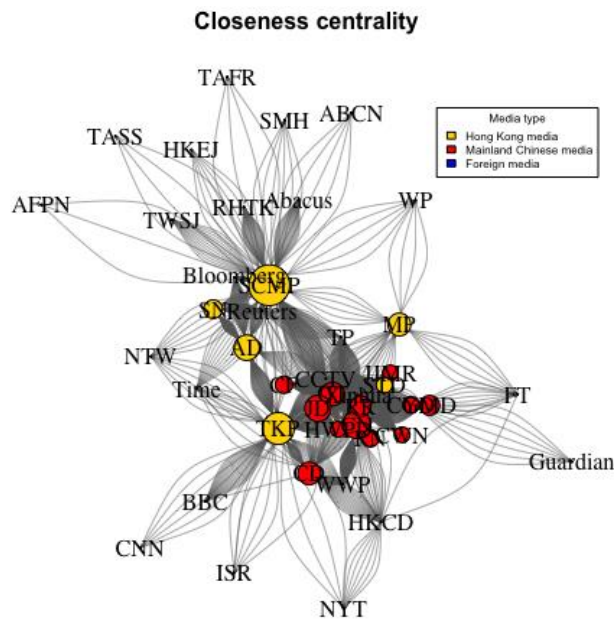 Closeness centrality
TAFR
SMH
ABCN
TASS
HKEJ
Media type
Hong Kong media
Mainland Chinese media
Foreign media
RHTK
Abacus
WP
AFPN
TWSJ
Bloomberg
SCMP
Reuters
MP
AD
TP
NTW
CCTV
Time
FT
TKP
Guardian
WWP
BBC
HKCD
CNN
ISR
NYT